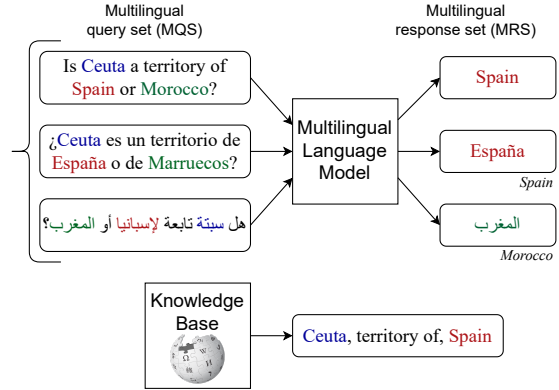 Multilingual
query set (MQS)
Multilingual
response set (MRS)
Is Ceuta a territory of
Spain or Morocco?
¿Ceuta es un territorio de
España o de Marruecos?
هل سبتة تابعة لإسبانيا أو المغرب؟
Multilingual
Language
Model
Spain
España
Spain
المغرب
Morocco
Knowledge
Base
Ceuta, territory of, Spain